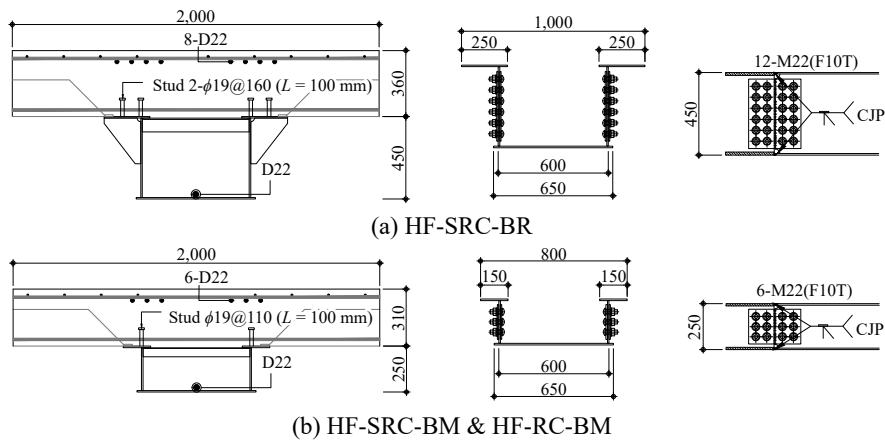 2,000
8-D22
Stud 2-ϕ19@160 (L = 100 mm)
360
450
D22
1,000
250
250
600
650
12-M22(F10T)
450
CJP
(a) HF-SRC-BR
2,000
6-D22
Stud ϕ19@110 (L = 100 mm)
310
250
D22
800
150
150
600
650
6-M22(F10T)
250
CJP
(b) HF-SRC-BM & HF-RC-BM